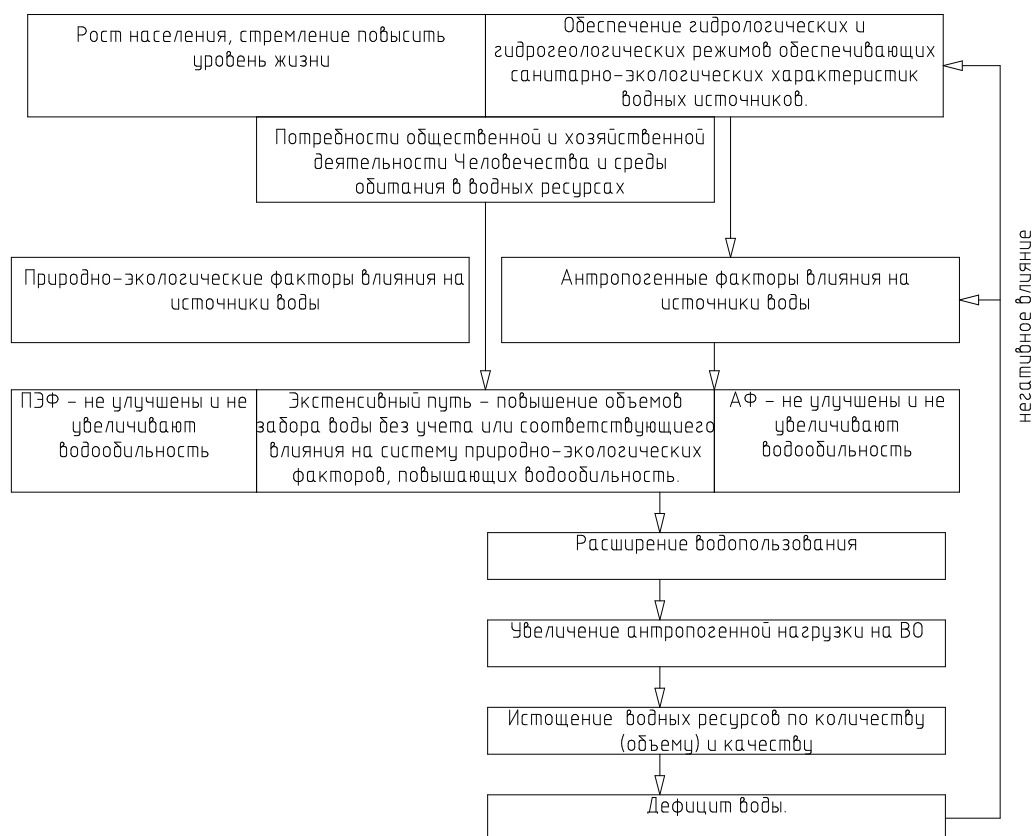 Рост населения, стремление повысить
уровень жизни
Обеспечение гидрологических и
гидрогеологических режимов обеспечивающих
санитарно-экологических характеристик
водных источников.
Потребности общественной и хозяйственной
деятельности Человечества и среды
обитания в водных ресурсах
Природно-экологические факторы влияния на
источники воды
Антропогенные факторы влияния на
источники воды
негативное влияние
ПЭФ - не улучшены и не
увеличивают
водообильность
Экстенсивный путь - повышение объемов
забора воды без учета или соответствующиего
влияния на систему природно-экологических
факторов, повышающих водообильность.
АФ - не улучшены и не
увеличивают
водообильность
Расширение водопользования
Увеличение антропогенной нагрузки на ВО
Истощение водных ресурсов по количеству
(объему) и качеству
Дефицит воды.